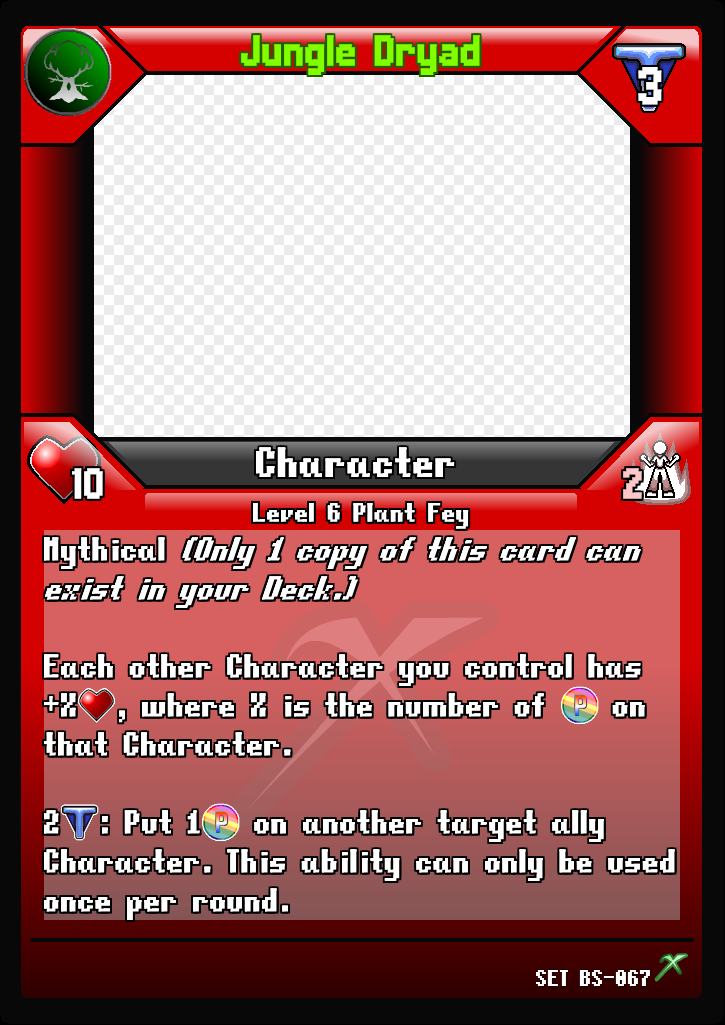 Jungle Dryad
3
Character
10
2
Level 6 Plant Fey
Mythical (Only 1 copy of this card can
exist in your Deck.)
Each other Character you control has
+X, where X is the number of P on
that Character.
2T: Put 1P on another target ally
Character. This ability can only be used
once per round.
SET BS-067